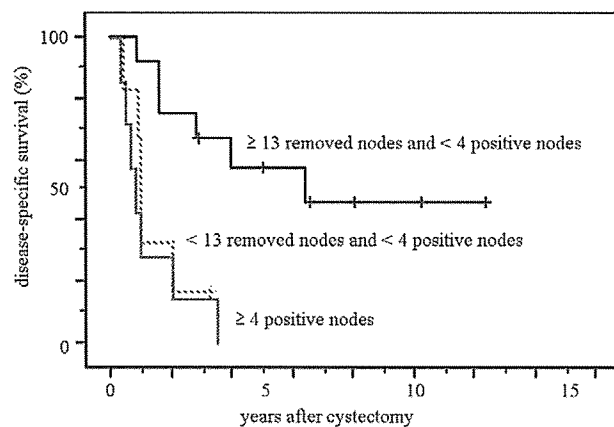 100
50
0
disease-specific survival (%)
≥ 13 removed nodes and < 4 positive nodes
< 13 removed nodes and < 4 positive nodes
≥ 4 positive nodes
0 5 10 15
years after cystectomy